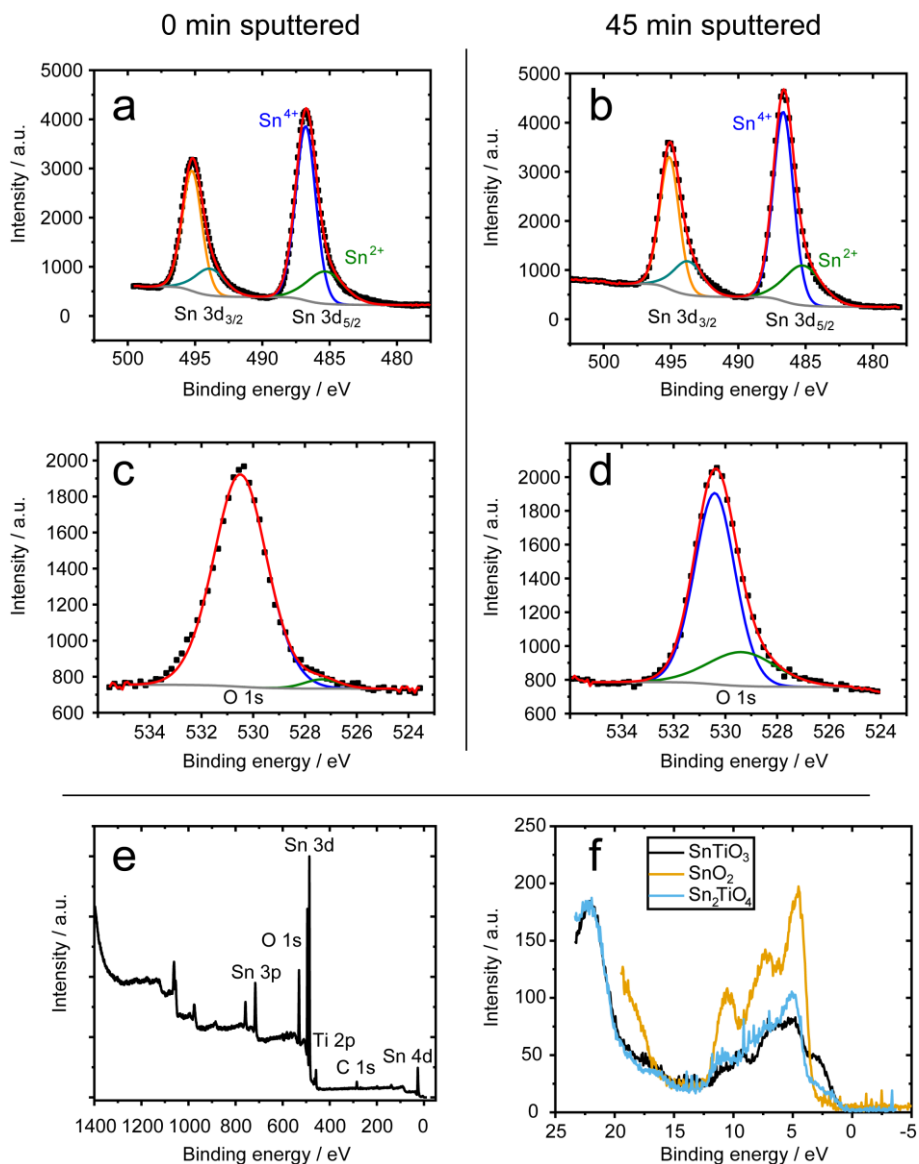 0 min sputtered
45 min sputtered
a
Intensity / a.u.
5000
4000
3000
2000
1000
0
Sn⁴⁺
Sn²⁺
Sn 3d₃/₂
Sn 3d₅/₂
500 495 490 485 480
Binding energy / eV
b
Intensity / a.u.
5000
4000
3000
2000
1000
0
Sn⁴⁺
Sn²⁺
Sn 3d₃/₂
Sn 3d₅/₂
500 495 490 485 480
Binding energy / eV
c
Intensity / a.u.
2000
1800
1600
1400
1200
1000
800
600
O 1s
534 532 530 528 526 524
Binding energy / eV
d
Intensity / a.u.
2000
1800
1600
1400
1200
1000
800
600
O 1s
534 532 530 528 526 524
Binding energy / eV
e
Intensity / a.u.
Sn 3d
O 1s
Sn 3p
Ti 2p
C 1s
Sn 4d
1400 1200 1000 800 600 400 200 0
Binding energy / eV
f
Intensity / a.u.
250
200
150
100
50
0
SnTiO₃
SnO₂
Sn₂TiO₄
25 20 15 10 5 0 -5
Binding energy / eV